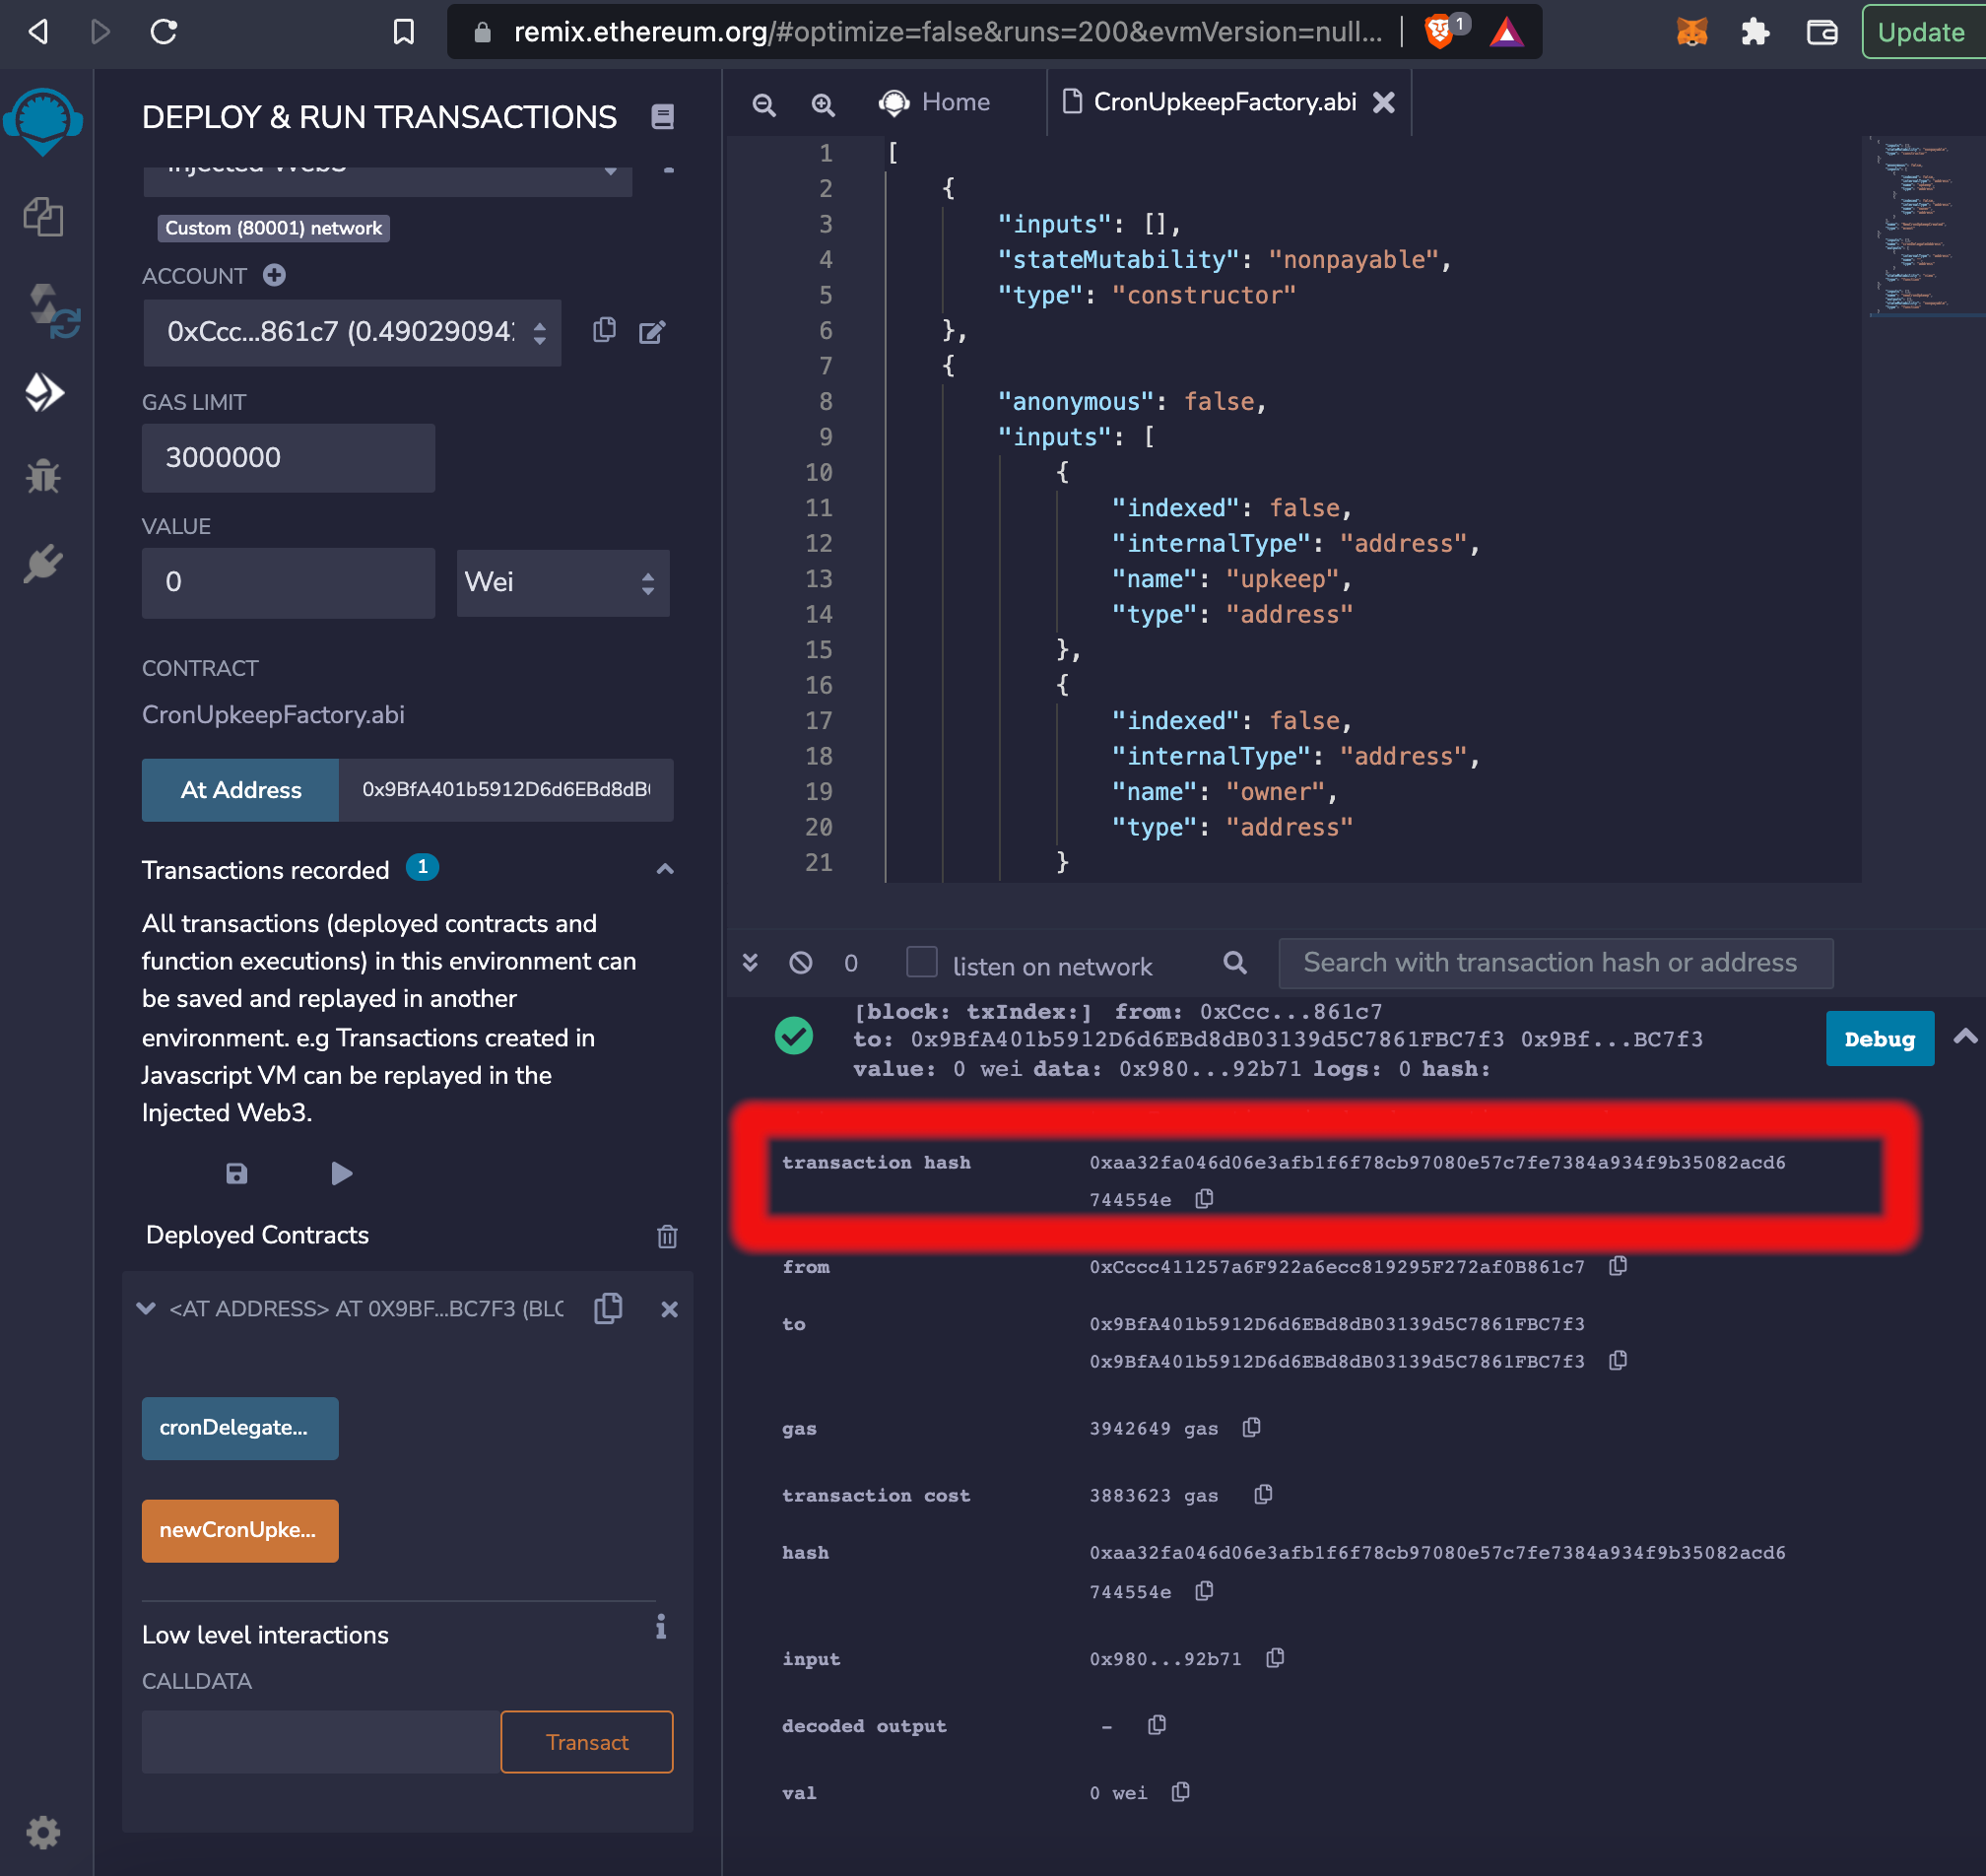 remix.ethereum.org/#optimize=false&runs=200&evmVersion=null...
1
Update
DEPLOY & RUN TRANSACTIONS
Injected Web3
Custom (80001) network
ACCOUNT
0xCcc...861c7 (0.49029094
GAS LIMIT
3000000
VALUE
0
Wei
CONTRACT
CronUpkeepFactory.abi
At Address
0x9BfA401b5912D6d6EBd8dB
Transactions recorded 1
All transactions (deployed contracts and
function executions) in this environment can
be saved and replayed in another
environment. e.g Transactions created in
Javascript VM can be replayed in the
Injected Web3.
Deployed Contracts
<AT ADDRESS> AT 0X9BF...BC7F3 (BLO
cronDelegate...
newCronUpke...
Low level interactions
i
CALLDATA
Transact
Home
CronUpkeepFactory.abi
1 [
2 {
3 "inputs": [],
4 "stateMutability": "nonpayable",
5 "type": "constructor"
6 },
7 {
8 "anonymous": false,
9 "inputs": [
10 {
11 "indexed": false,
12 "internalType": "address",
13 "name": "upkeep",
14 "type": "address"
15 },
16 {
17 "indexed": false,
18 "internalType": "address",
19 "name": "owner",
20 "type": "address"
21 }
0
listen on network
Search with transaction hash or address
[block: txIndex:] from: 0xCcc...861c7
to: 0x9BfA401b5912D6d6EBd8dB03139d5C7861FBC7f3 0x9Bf...BC7f3
value: 0 wei data: 0x980...92b71 logs: 0 hash:
Debug
transaction hash 0xaa32fa046d06e3afb1f6f78cb97080e57c7fe7384a934f9b35082acd6
744554e
from 0xCccc411257a6F922a6ecc819295F272af0B861c7
to 0x9BfA401b5912D6d6EBd8dB03139d5C7861FBC7f3
0x9BfA401b5912D6d6EBd8dB03139d5C7861FBC7f3
gas 3942649 gas
transaction cost 3883623 gas
hash 0xaa32fa046d06e3afb1f6f78cb97080e57c7fe7384a934f9b35082acd6
744554e
input 0x980...92b71
decoded output -
val 0 wei